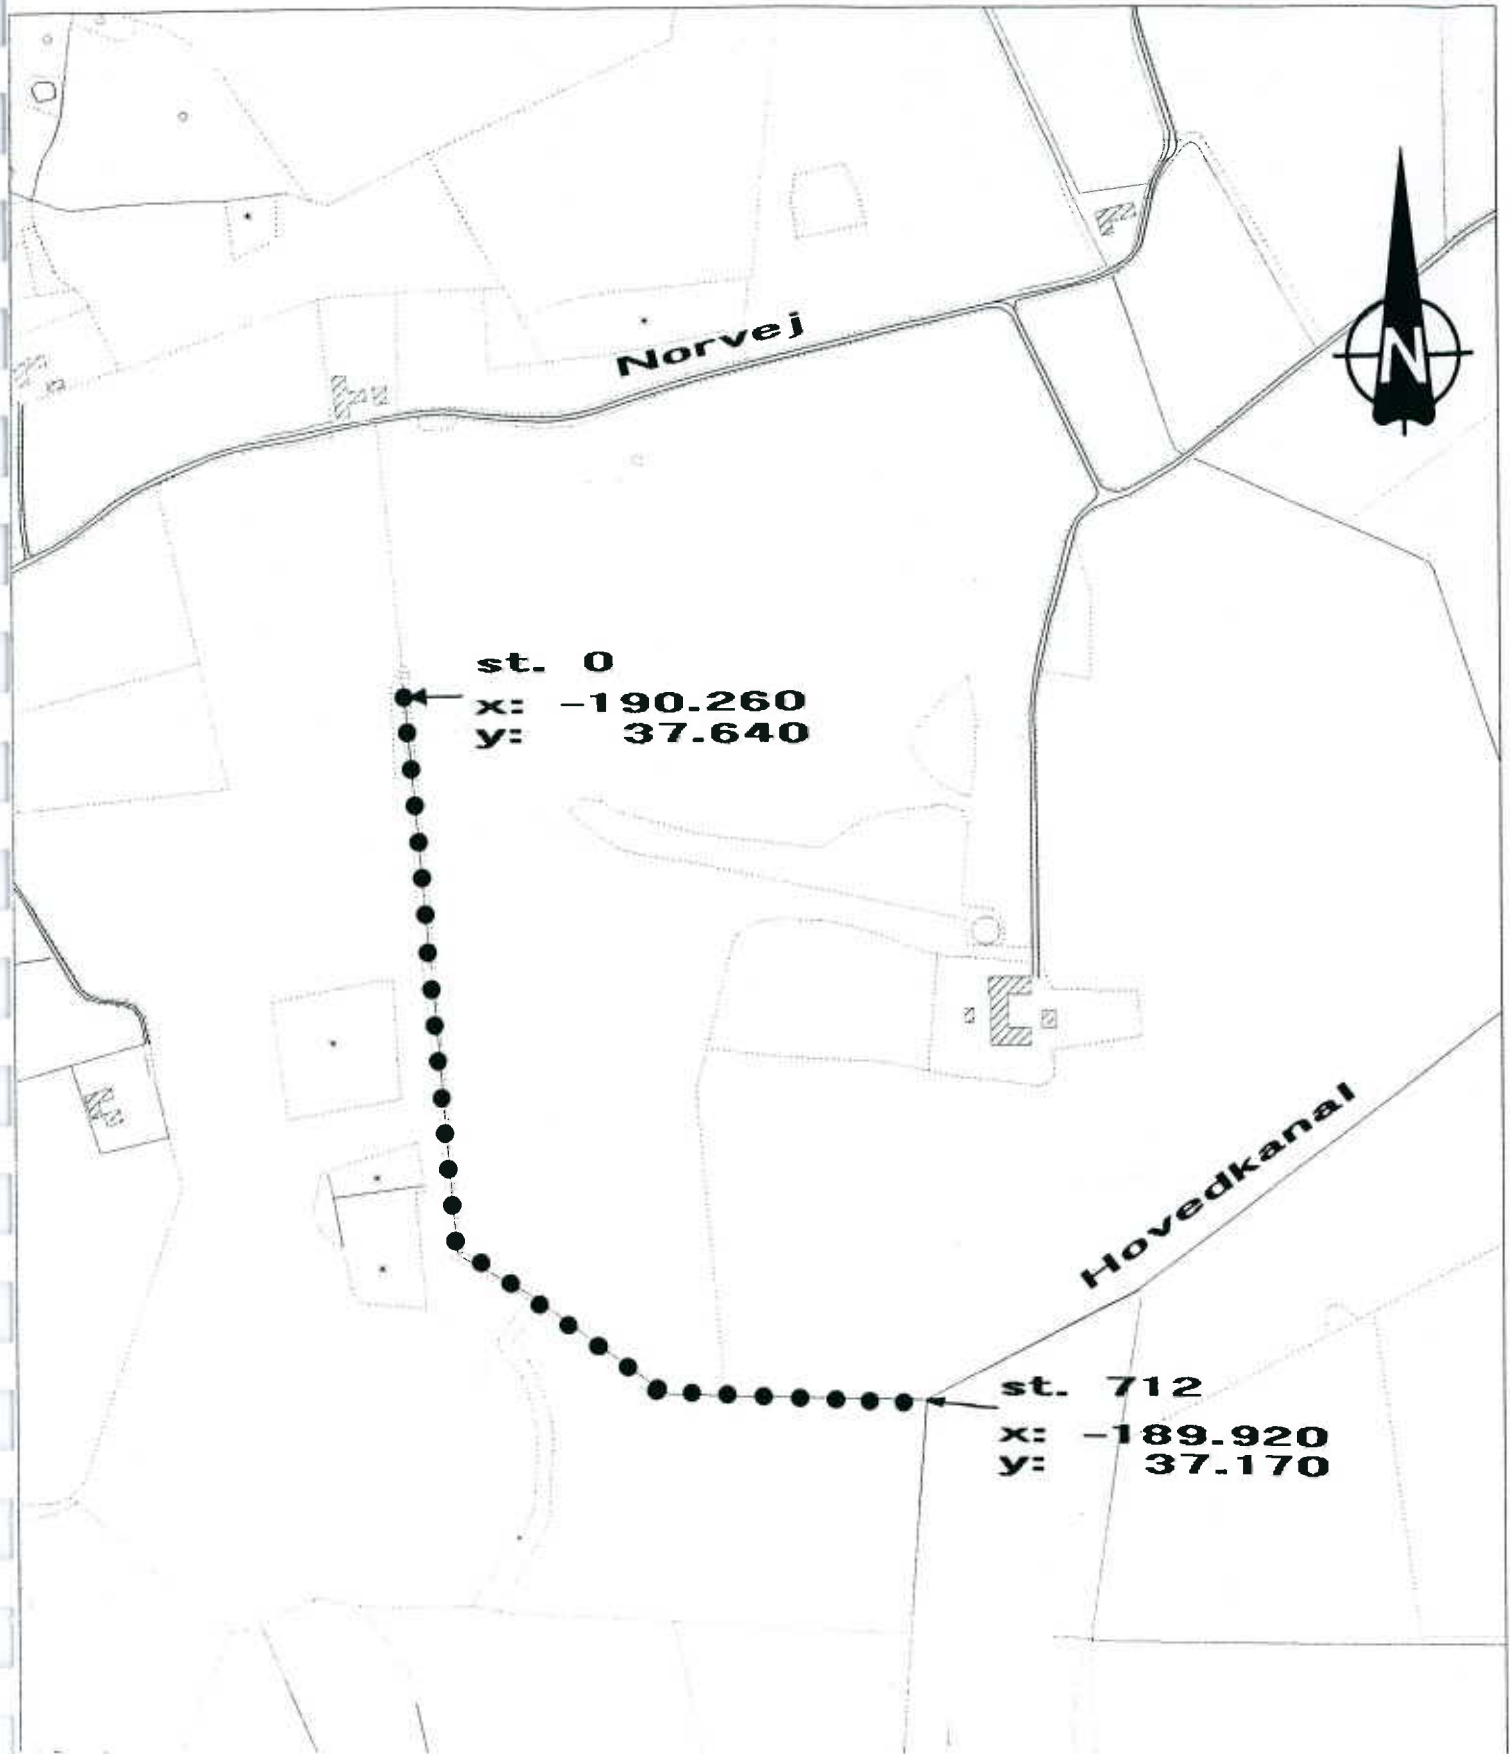 Norvej
N
st. 0
x: -190.260
y: 37.640
Hovedkanal
st. 712
x: -189.920
y: 37.170